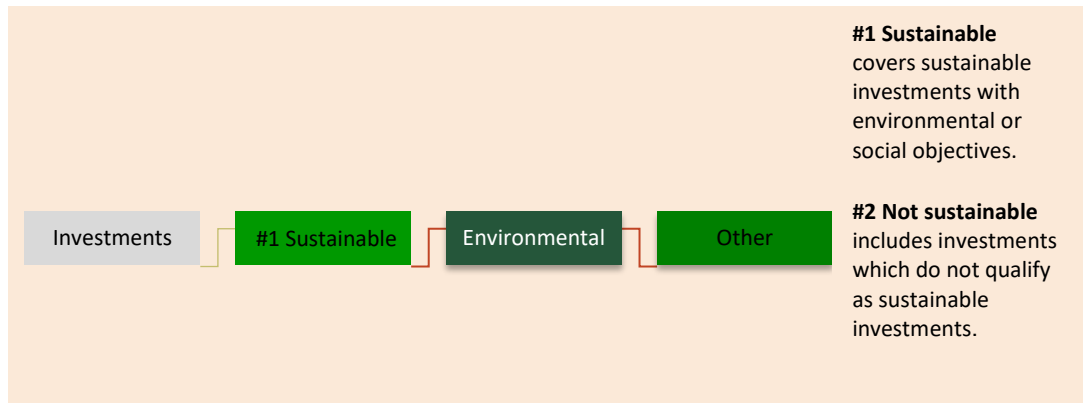 Investments
#1 Sustainable
Environmental
Other
#1 Sustainable
covers sustainable
investments with
environmental or
social objectives.
#2 Not sustainable
includes investments
which do not qualify
as sustainable
investments.